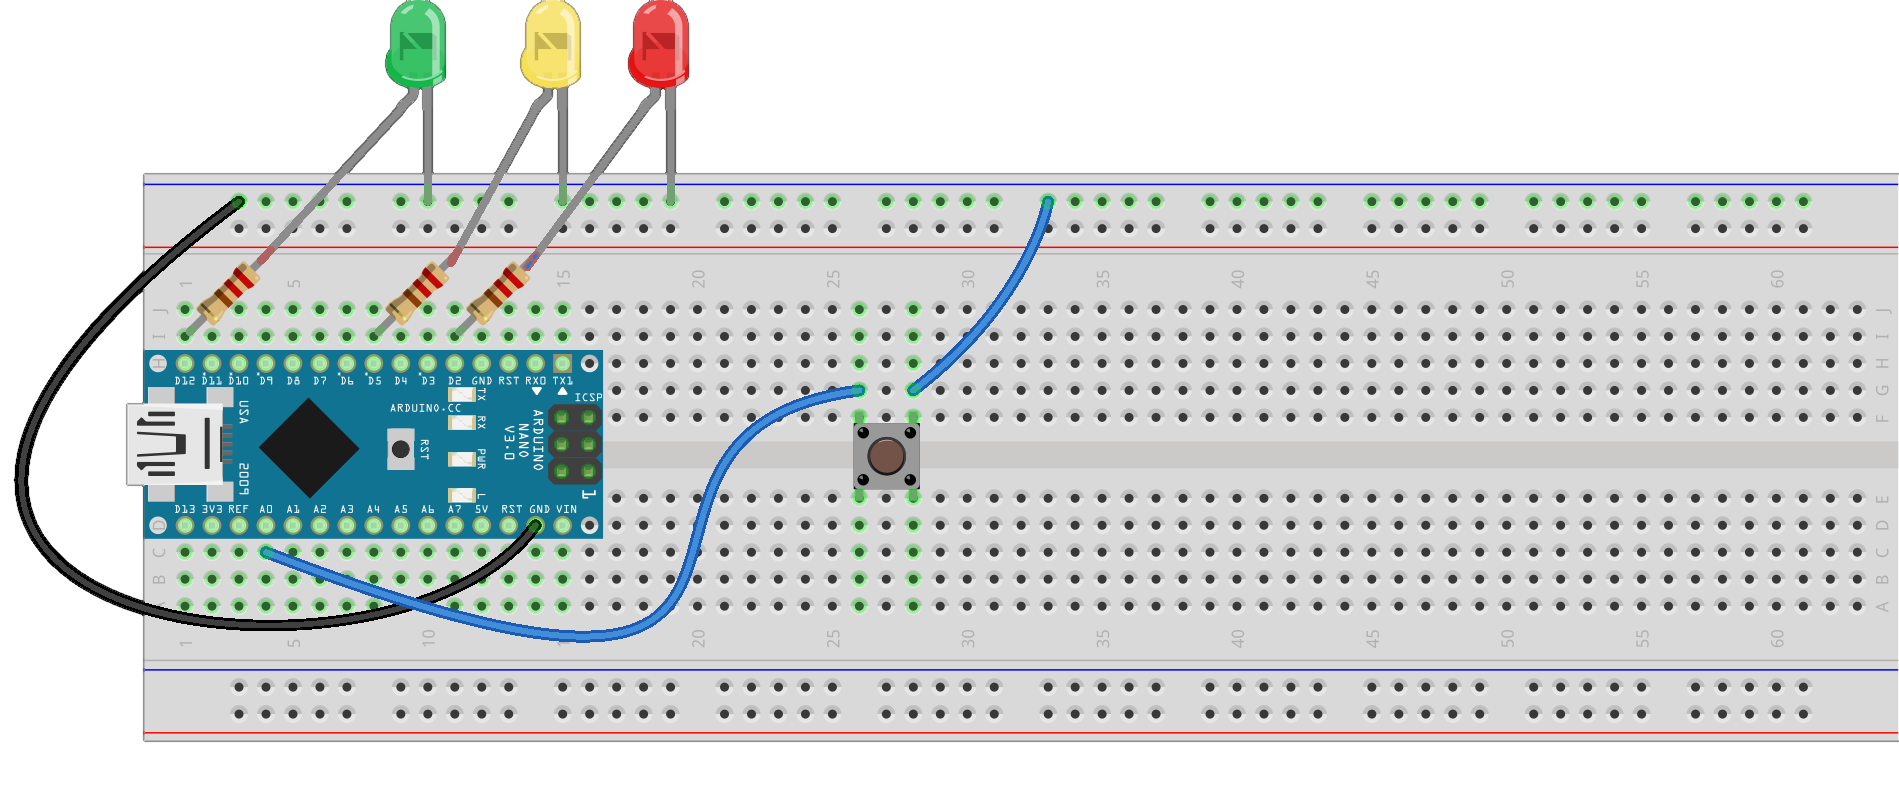 1 5 15 20 25 30 35 40 45 50 55 60
J J
I I
H H
D12 D11 D10 D9 D8 D7 D6 D5 D4 D3 D2 GND RST RX0 TX1
G
ICSP
TX
ARDUINO.CC
F
USA
RX
RST
ARDUINO
NANO
V3.0
PWR
2009
L
1
E
D13 3V3 REF A0 A1 A2 A3 A4 A5 A6 A7 5V RST GND VIN
D D
C C
B B
A A
1 5 10 20 25 30 35 40 45 50 55 60